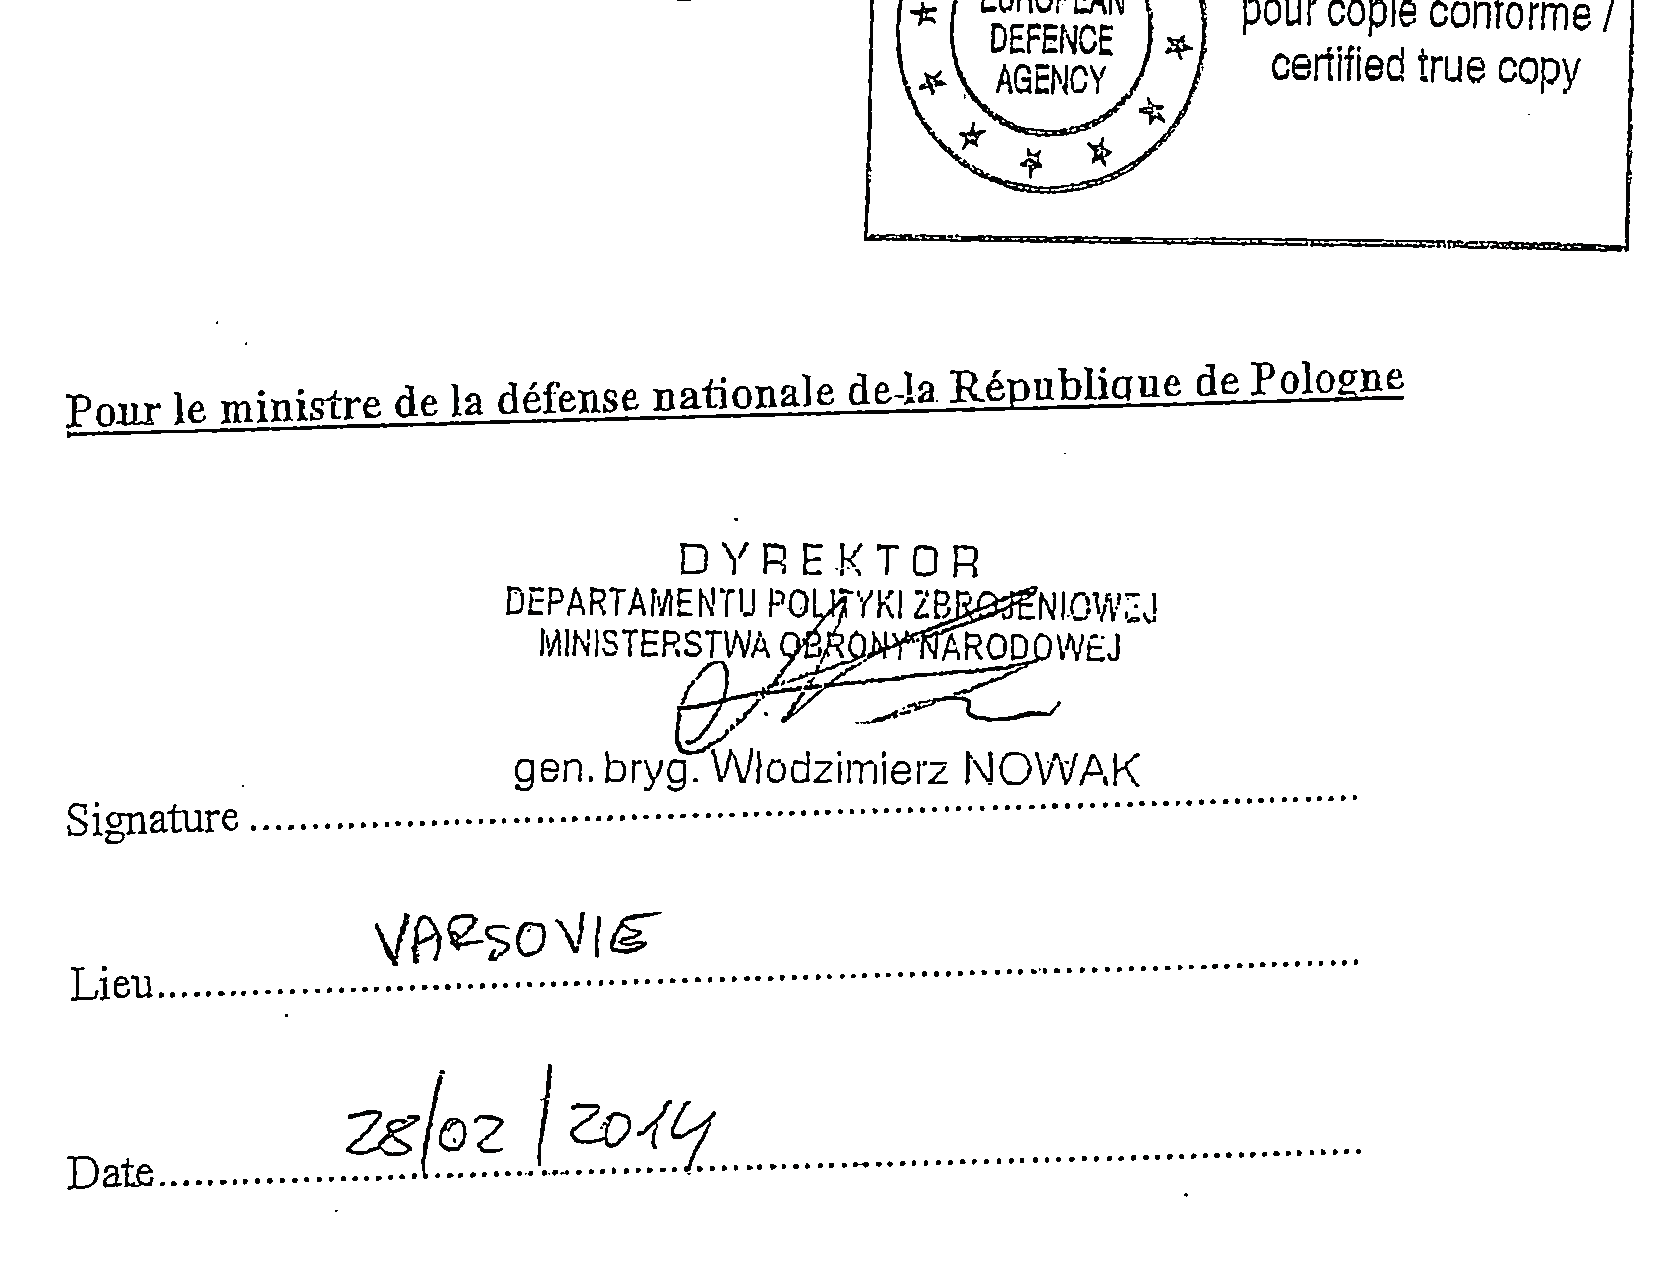 EUROPEAN
DEFENCE
AGENCY
pour copie conforme /
certified true copy
Pour le ministre de la défense nationale de la République de Pologne
DYREKTOR
DEPARTAMENTU POLITYKI ZBROJENIOWEJ
MINISTERSTWA OBRONY NARODOWEJ
gen. bryg. Włodzimierz NOWAK
Signature ..........
VARSOVIE
Lieu..........
28/02/2014
Date..........